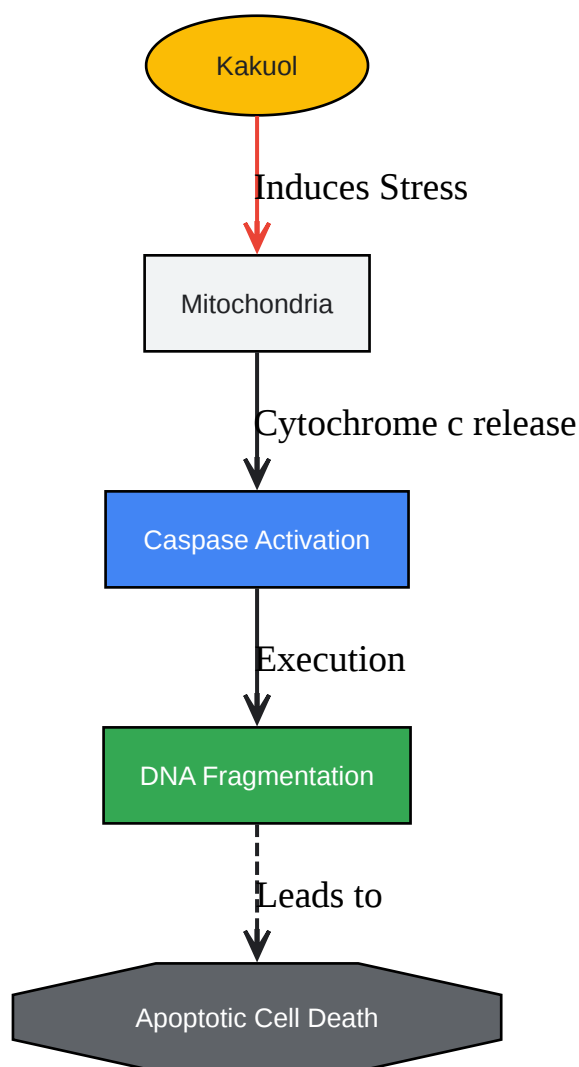 Kakuol
Induces Stress
Mitochondria
Cytochrome c release
Caspase Activation
Execution
DNA Fragmentation
Leads to
Apoptotic Cell Death